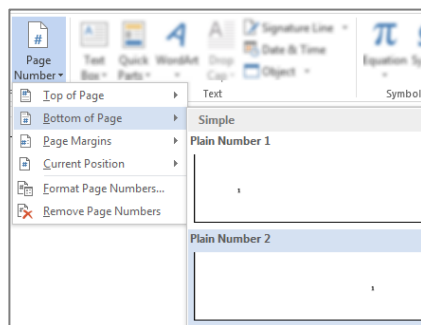 Page
Number
Text
Box
Quick
Parts
WordArt
Drop
Cap
Signature Line
Date & Time
Object
Equation
Text
Symbol
Top of Page
Bottom of Page
Page Margins
Current Position
Format Page Numbers...
Remove Page Numbers
Simple
Plain Number 1
1
Plain Number 2
1